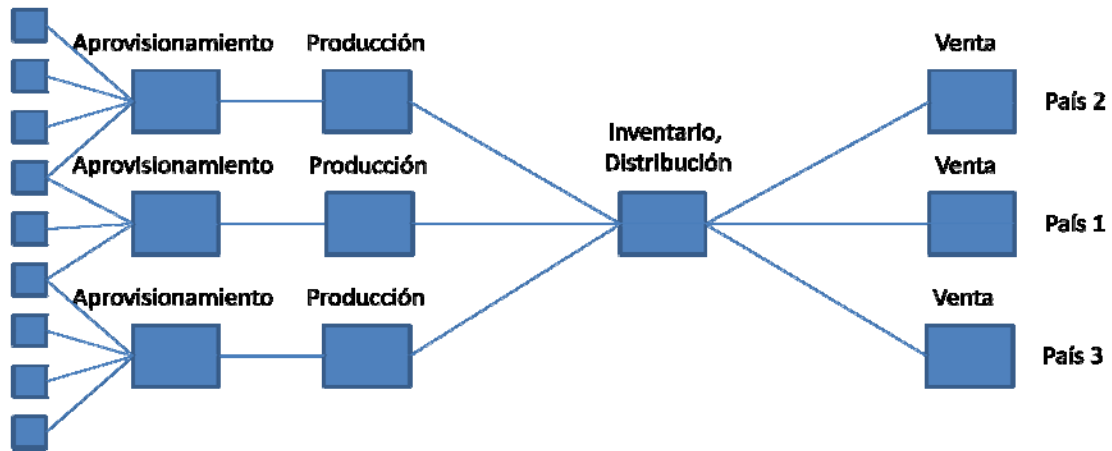 Aprovisionamiento
Producción
Venta
País 2
Inventario,
Distribución
Aprovisionamiento
Producción
Venta
País 1
Aprovisionamiento
Producción
Venta
País 3